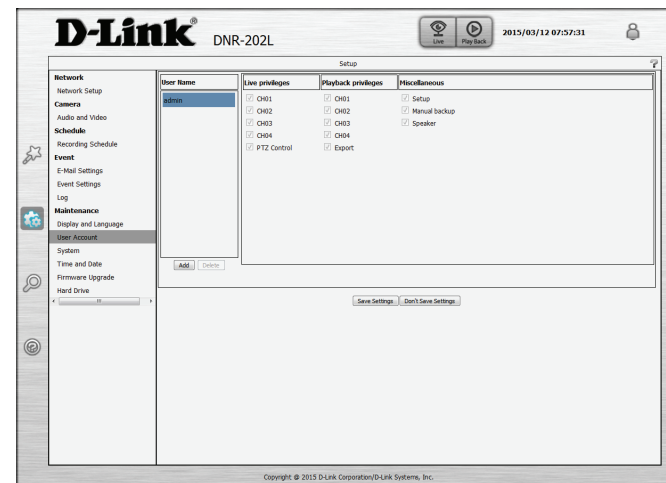 D-Link® DNR-202L
Live
Play Back
2015/03/12 07:57:31
Setup
?
Network
Network Setup
Camera
Audio and Video
Schedule
Recording Schedule
Event
E-Mail Settings
Event Settings
Log
Maintenance
Display and Language
User Account
System
Time and Date
Firmware Upgrade
Hard Drive
User Name
admin
Add Delete
Live privileges
CH01
CH02
CH03
CH04
PTZ Control
Playback privileges
CH01
CH02
CH03
CH04
Export
Miscellaneous
Setup
Manual backup
Speaker
Save Settings Don't Save Settings
Copyright @ 2015 D-Link Corporation/D-Link Systems, Inc.